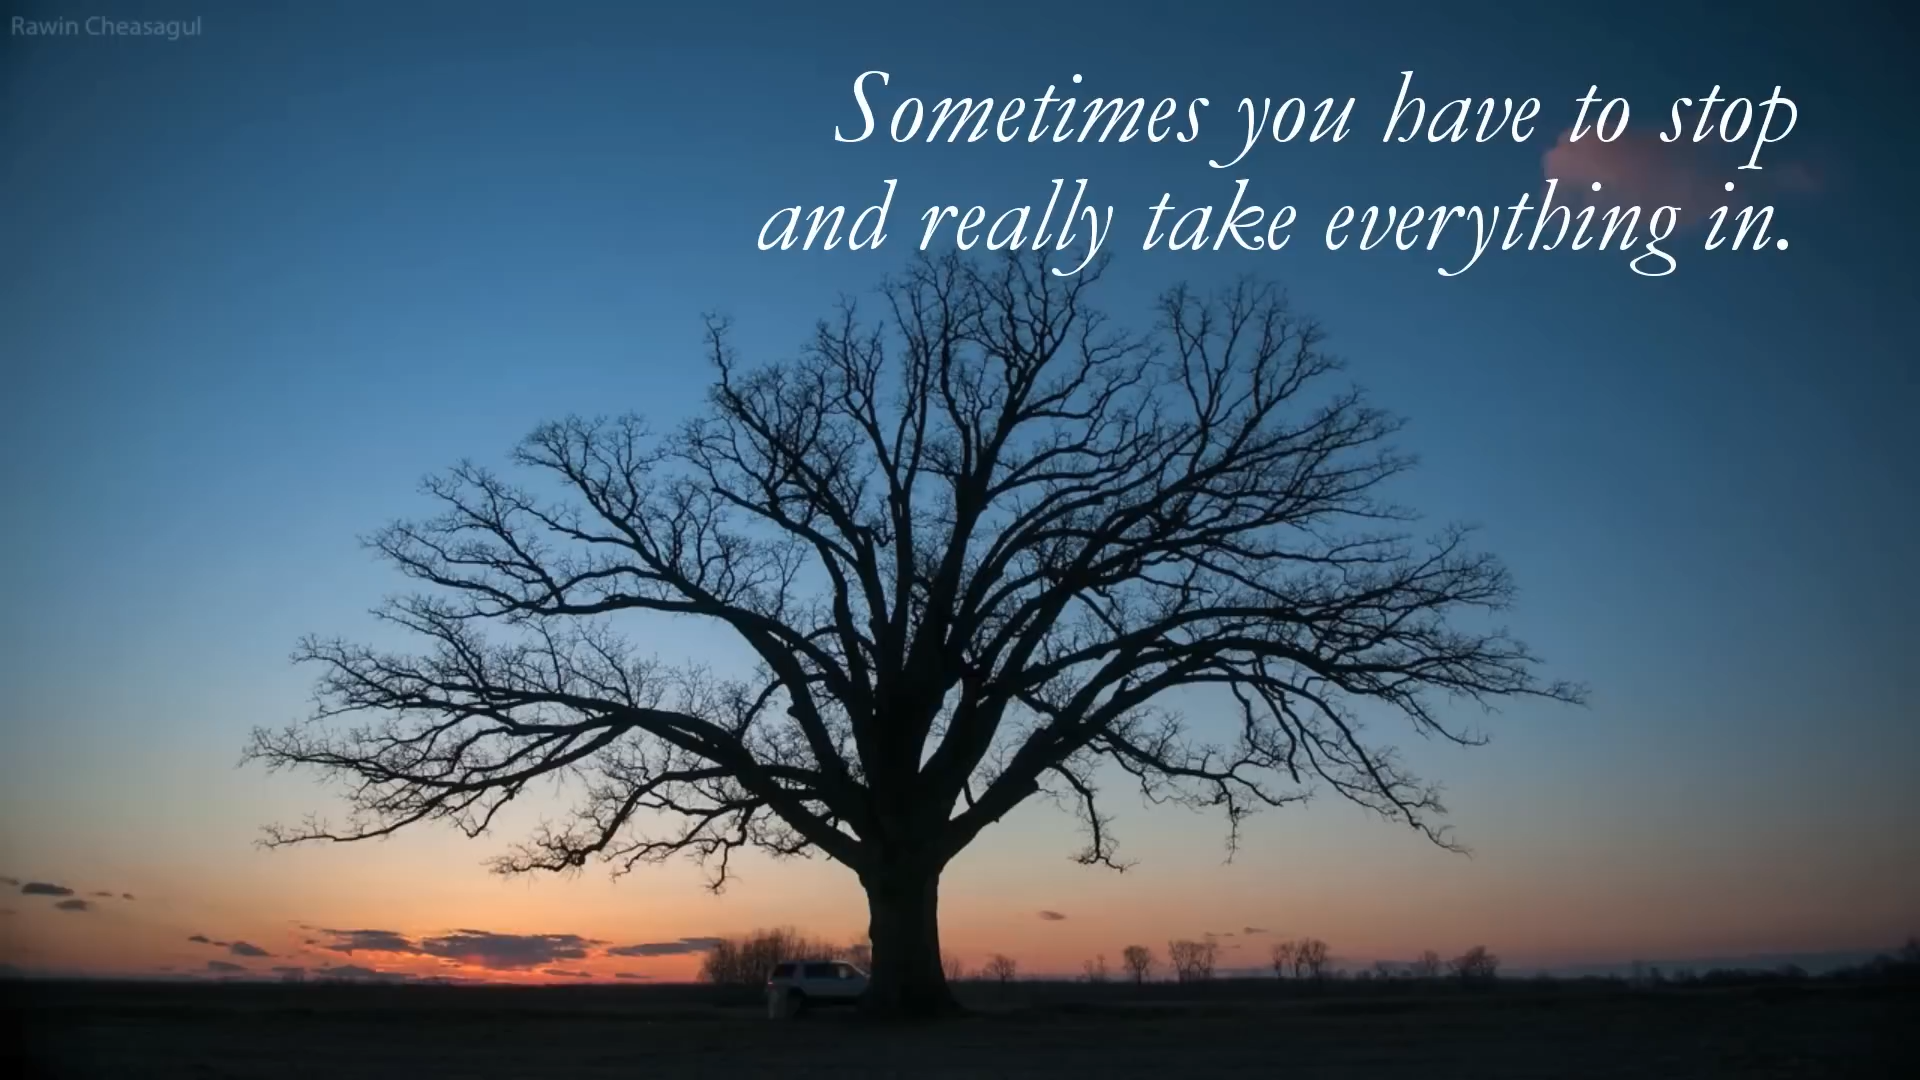 Rawin Cheasagul
Sometimes you have to stop
and really take everything in.